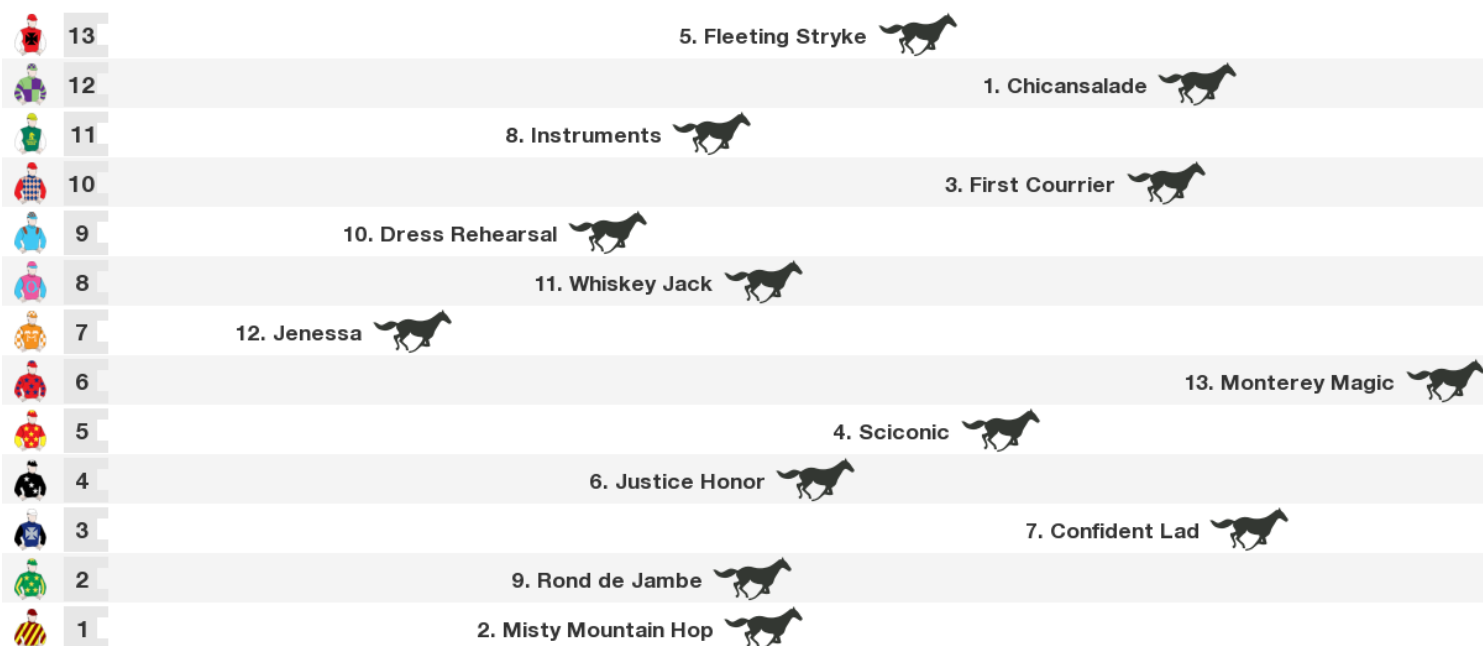 13 5. Fleeting Stryke
12 1. Chicansalade
11 8. Instruments
10 3. First Courrier
9 10. Dress Rehearsal
8 11. Whiskey Jack
7 12. Jenessa
6 13. Monterey Magic
5 4. Sciconic
4 6. Justice Honor
3 7. Confident Lad
2 9. Rond de Jambe
1 2. Misty Mountain Hop